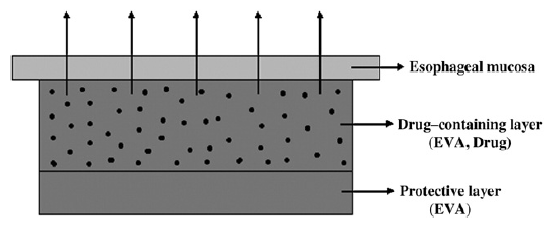 Esophageal mucosa
Drug–containing layer
(EVA, Drug)
Protective layer
(EVA)